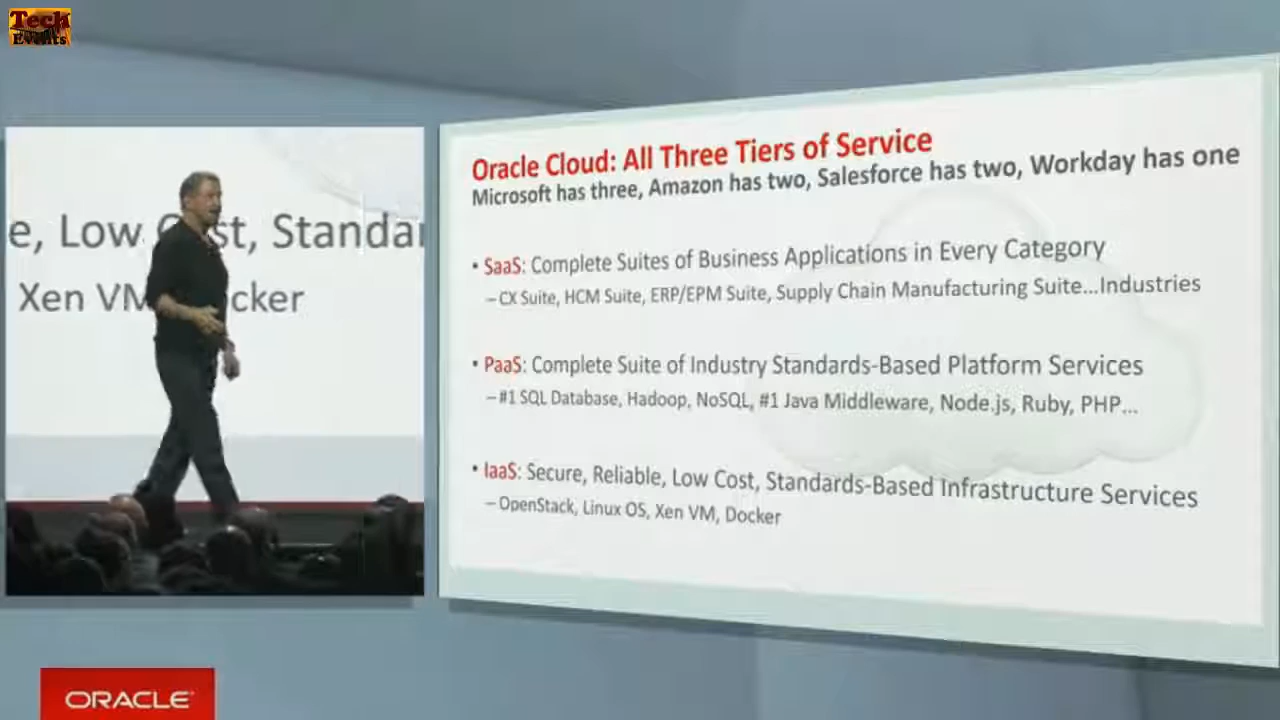 Tech
Events
e, Low Cost, Standar
Xen VM, Docker
Oracle Cloud: All Three Tiers of Service
Microsoft has three, Amazon has two, Salesforce has two, Workday has one
• SaaS: Complete Suites of Business Applications in Every Category
– CX Suite, HCM Suite, ERP/EPM Suite, Supply Chain Manufacturing Suite...Industries
• PaaS: Complete Suite of Industry Standards-Based Platform Services
– #1 SQL Database, Hadoop, NoSQL, #1 Java Middleware, Node.js, Ruby, PHP...
• IaaS: Secure, Reliable, Low Cost, Standards-Based Infrastructure Services
– OpenStack, Linux OS, Xen VM, Docker
ORACLE